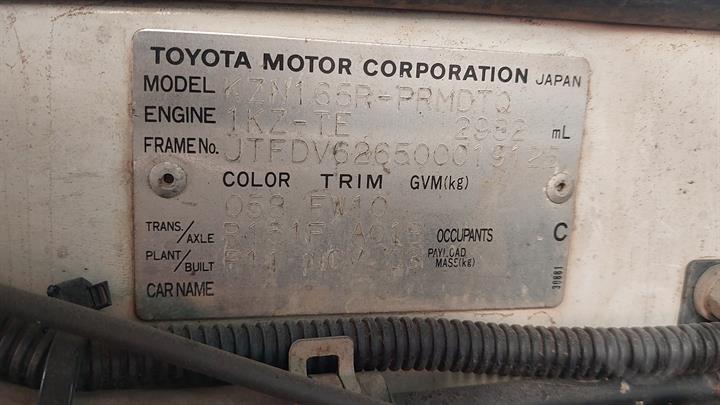 TOYOTA MOTOR CORPORATION JAPAN
MODEL KZN165R-PRMDTQ
ENGINE 1KZ-TE 2982 mL
FRAME No. JTFDV626500019125
COLOR TRIM GVM(kg)
058 FW10
TRANS./AXLE OCCUPANTS C
PLANT/BUILT PAYLOAD MASS(kg)
CAR NAME
30881